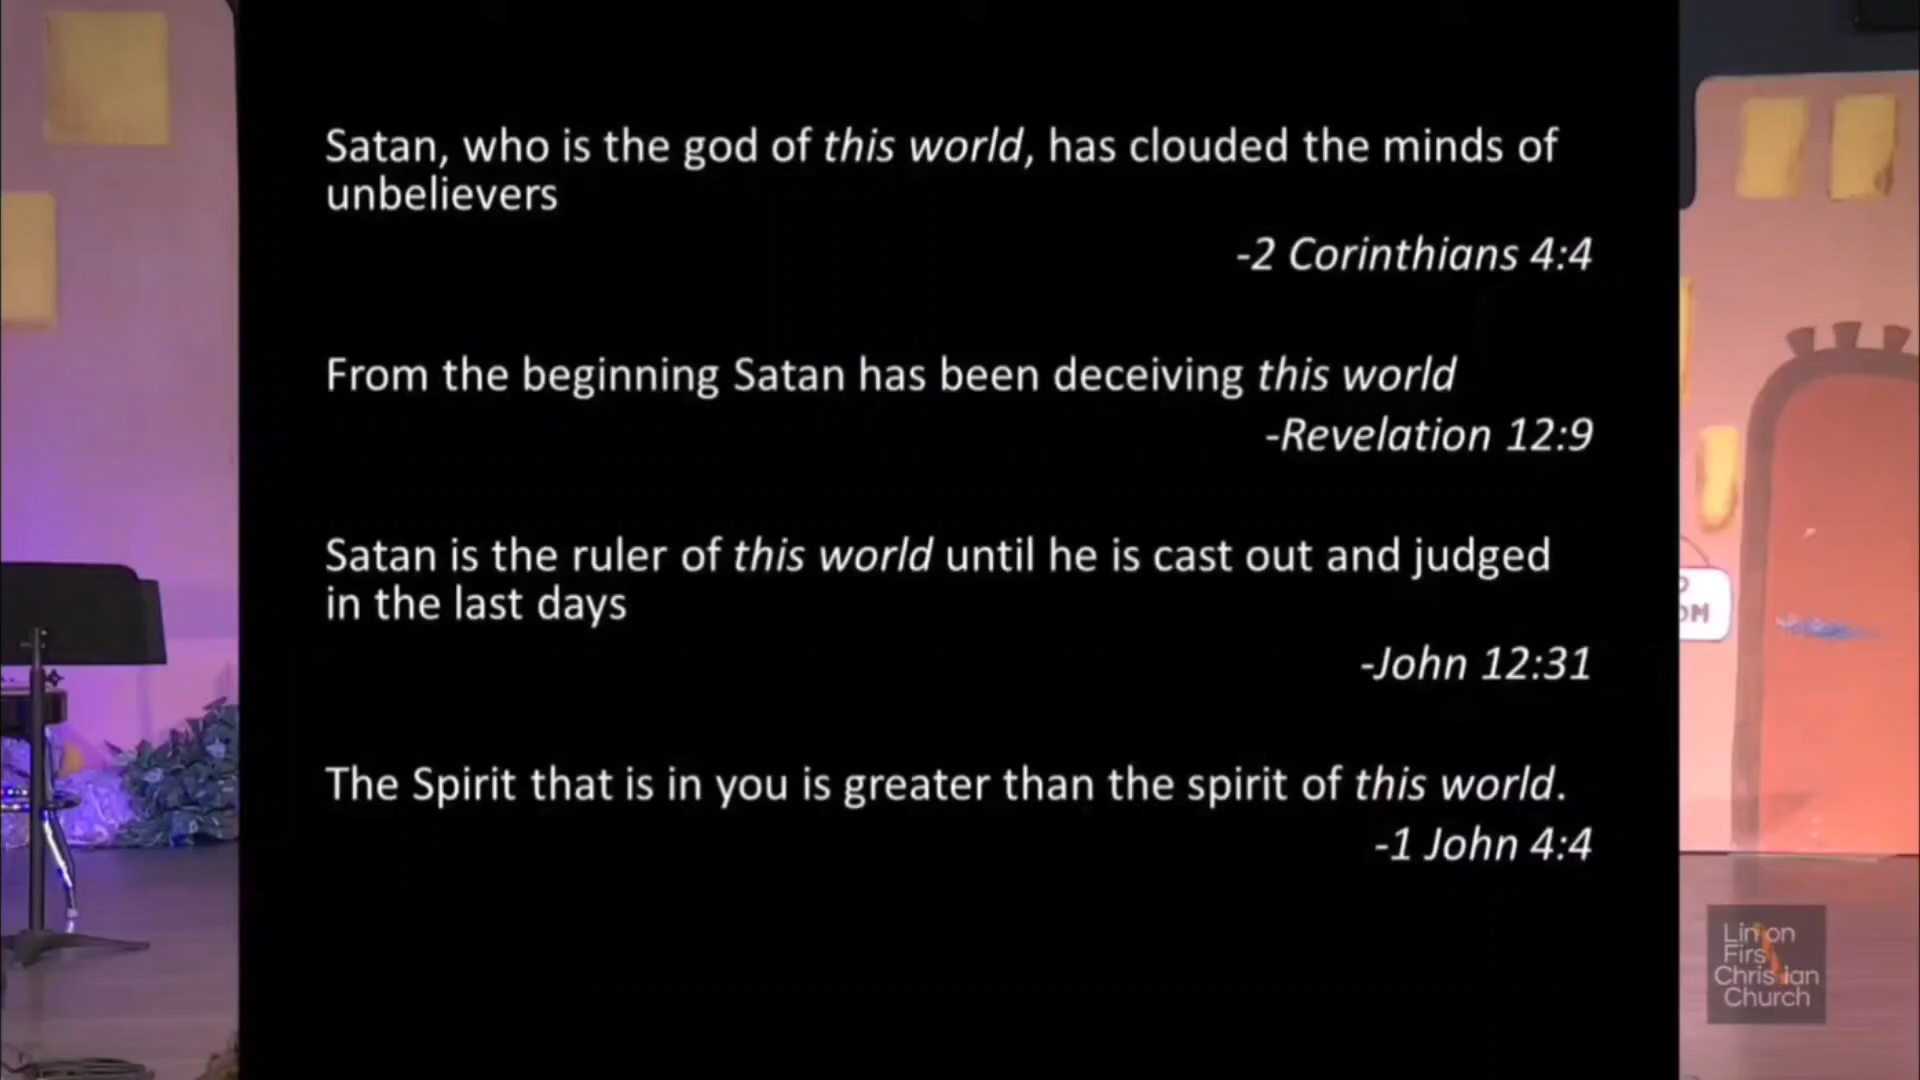 Satan, who is the god of this world, has clouded the minds of
unbelievers
-2 Corinthians 4:4
From the beginning Satan has been deceiving this world
-Revelation 12:9
Satan is the ruler of this world until he is cast out and judged
in the last days
-John 12:31
The Spirit that is in you is greater than the spirit of this world.
-1 John 4:4
Linton
First
Christian
Church